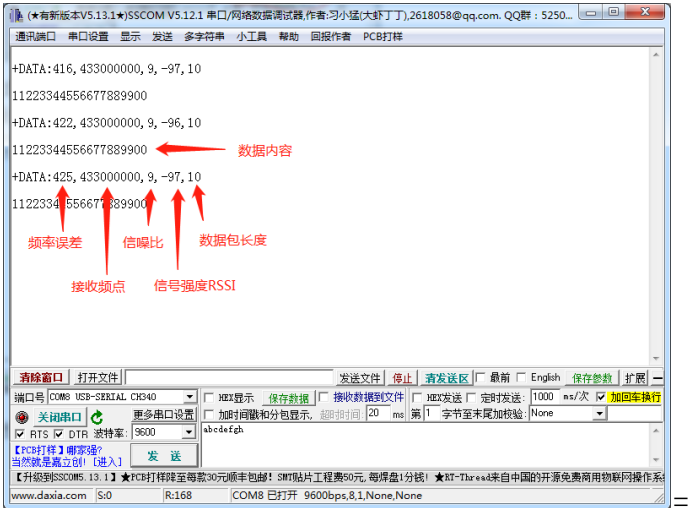 (★有新版本V5.13.1★)SSCOM V5.12.1 串口/网络数据调试器,作者:习小猛(大虾丁丁),2618058@qq.com. QQ群：5250...
通讯端口 串口设置 显示 发送 多字符串 小工具 帮助 回报作者 PCB打样
+DATA:416,433000000,9,-97,10
11223344556677889900
+DATA:422,433000000,9,-96,10
11223344556677889900 数据内容
+DATA:425,433000000,9,-97,10
11223344556677889900
频率误差 信噪比 数据包长度
接收频点 信号强度RSSI
清除窗口 打开文件 发送文件 停止 清发送区 最前 English 保存参数 扩展 —
端口号 COM8 USB-SERIAL CH340 HEX显示 保存数据 接收数据到文件 HEX发送 定时发送: 1000 ms/次 加回车换行
关闭串口 更多串口设置 加时间戳和分包显示, 超时时间: 20 ms 第 1 字节至末尾加校验: None
RTS DTR 波特率: 9600 abcdefgh
【PCB打样】哪家强?
当然就是嘉立创!【进入】 发 送
【升级到SSCOM5.13.1】★PCB打样降至每款30元顺丰包邮! SMT贴片工程费50元,每焊盘1分钱! ★RT-Thread来自中国的开源免费商用物联网操作系
www.daxia.com S:0 R:168 COM8 已打开 9600bps,8,1,None,None
=